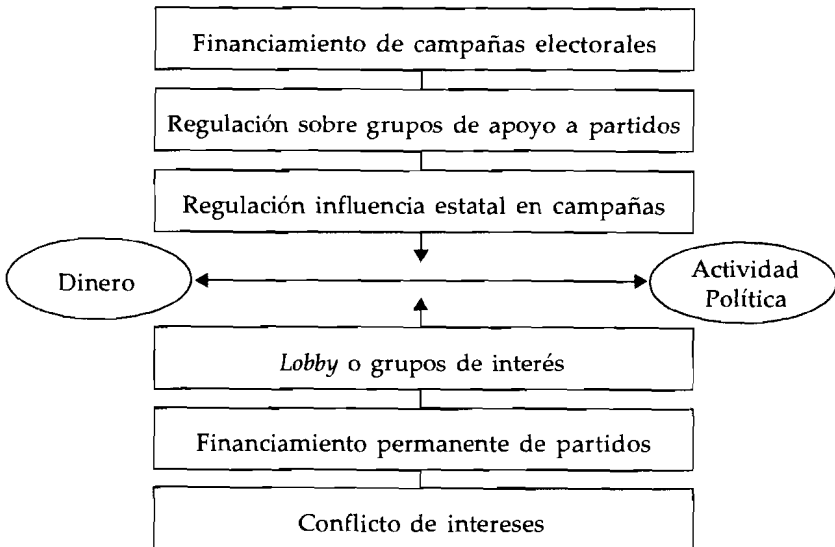 Financiamiento de campañas electorales
Regulación sobre grupos de apoyo a partidos
Regulación influencia estatal en campañas
Dinero
Actividad
Política
Lobby o grupos de interés
Financiamiento permanente de partidos
Conflicto de intereses